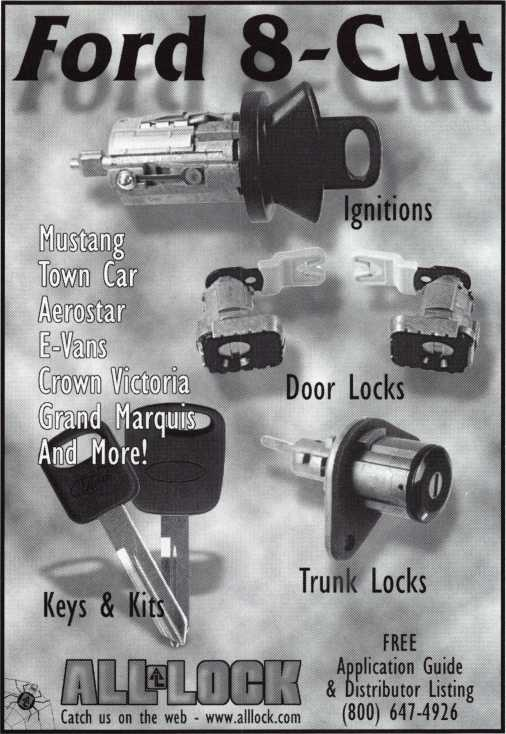 Ford 8-Cut
Ignitions
Mustang
Town Car
Aerostar
E-Vans
Crown Victoria
Grand Marquis
And More!
Door Locks
Trunk Locks
Keys & Kits
ALL-LOCK
Catch us on the web - www.alllock.com
FREE
Application Guide
& Distributor Listing
(800) 647-4926